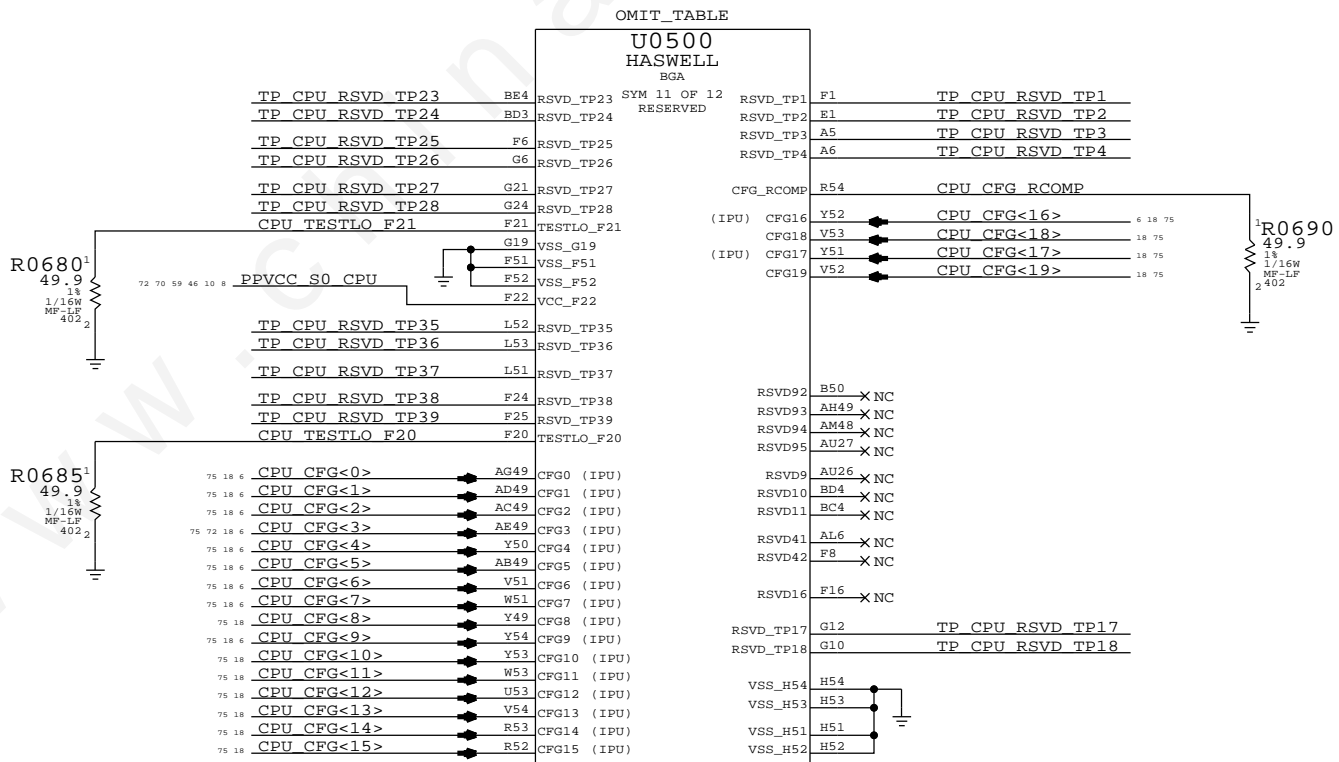 OMIT_TABLE
U0500
HASWELL
BGA
SYM 11 OF 12
RESERVED
TP_CPU_RSVD_TP23 BE4 RSVD_TP23
TP_CPU_RSVD_TP24 BD3 RSVD_TP24
TP_CPU_RSVD_TP25 F6 RSVD_TP25
TP_CPU_RSVD_TP26 G6 RSVD_TP26
TP_CPU_RSVD_TP27 G21 RSVD_TP27
TP_CPU_RSVD_TP28 G24 RSVD_TP28
CPU_TESTLO_F21 F21 TESTLO_F21
G19 VSS_G19
F51 VSS_F51
F52 VSS_F52
72 70 59 46 10 8 PPVCC_S0_CPU F22 VCC_F22
R0680 1
49.9
1%
1/16W
MF-LF
402 2
TP_CPU_RSVD_TP35 L52 RSVD_TP35
TP_CPU_RSVD_TP36 L53 RSVD_TP36
TP_CPU_RSVD_TP37 L51 RSVD_TP37
TP_CPU_RSVD_TP38 F24 RSVD_TP38
TP_CPU_RSVD_TP39 F25 RSVD_TP39
CPU_TESTLO_F20 F20 TESTLO_F20
R0685 1
49.9
1%
1/16W
MF-LF
402 2
75 18 6 CPU_CFG<0> AG49 CFG0 (IPU)
75 18 6 CPU_CFG<1> AD49 CFG1 (IPU)
75 18 6 CPU_CFG<2> AC49 CFG2 (IPU)
75 72 18 6 CPU_CFG<3> AE49 CFG3 (IPU)
75 18 6 CPU_CFG<4> Y50 CFG4 (IPU)
75 18 6 CPU_CFG<5> AB49 CFG5 (IPU)
75 18 6 CPU_CFG<6> V51 CFG6 (IPU)
75 18 6 CPU_CFG<7> W51 CFG7 (IPU)
75 18 CPU_CFG<8> Y49 CFG8 (IPU)
75 18 6 CPU_CFG<9> Y54 CFG9 (IPU)
75 18 CPU_CFG<10> Y53 CFG10 (IPU)
75 18 CPU_CFG<11> W53 CFG11 (IPU)
75 18 CPU_CFG<12> U53 CFG12 (IPU)
75 18 CPU_CFG<13> V54 CFG13 (IPU)
75 18 CPU_CFG<14> R53 CFG14 (IPU)
75 18 CPU_CFG<15> R52 CFG15 (IPU)
RSVD_TP1 F1 TP_CPU_RSVD_TP1
RSVD_TP2 E1 TP_CPU_RSVD_TP2
RSVD_TP3 A5 TP_CPU_RSVD_TP3
RSVD_TP4 A6 TP_CPU_RSVD_TP4
CFG_RCOMP R54 CPU_CFG_RCOMP
(IPU) CFG16 Y52 CPU_CFG<16> 6 18 75
CFG18 V53 CPU_CFG<18> 18 75
(IPU) CFG17 Y51 CPU_CFG<17> 18 75
CFG19 V52 CPU_CFG<19> 18 75
1 R0690
49.9
1%
1/16W
MF-LF
2 402
RSVD92 B50 NC
RSVD93 AH49 NC
RSVD94 AM48 NC
RSVD95 AU27 NC
RSVD9 AU26 NC
RSVD10 BD4 NC
RSVD11 BC4 NC
RSVD41 AL6 NC
RSVD42 F8 NC
RSVD16 F16 NC
RSVD_TP17 G12 TP_CPU_RSVD_TP17
RSVD_TP18 G10 TP_CPU_RSVD_TP18
VSS_H54 H54
VSS_H53 H53
VSS_H51 H51
VSS_H52 H52
www.china